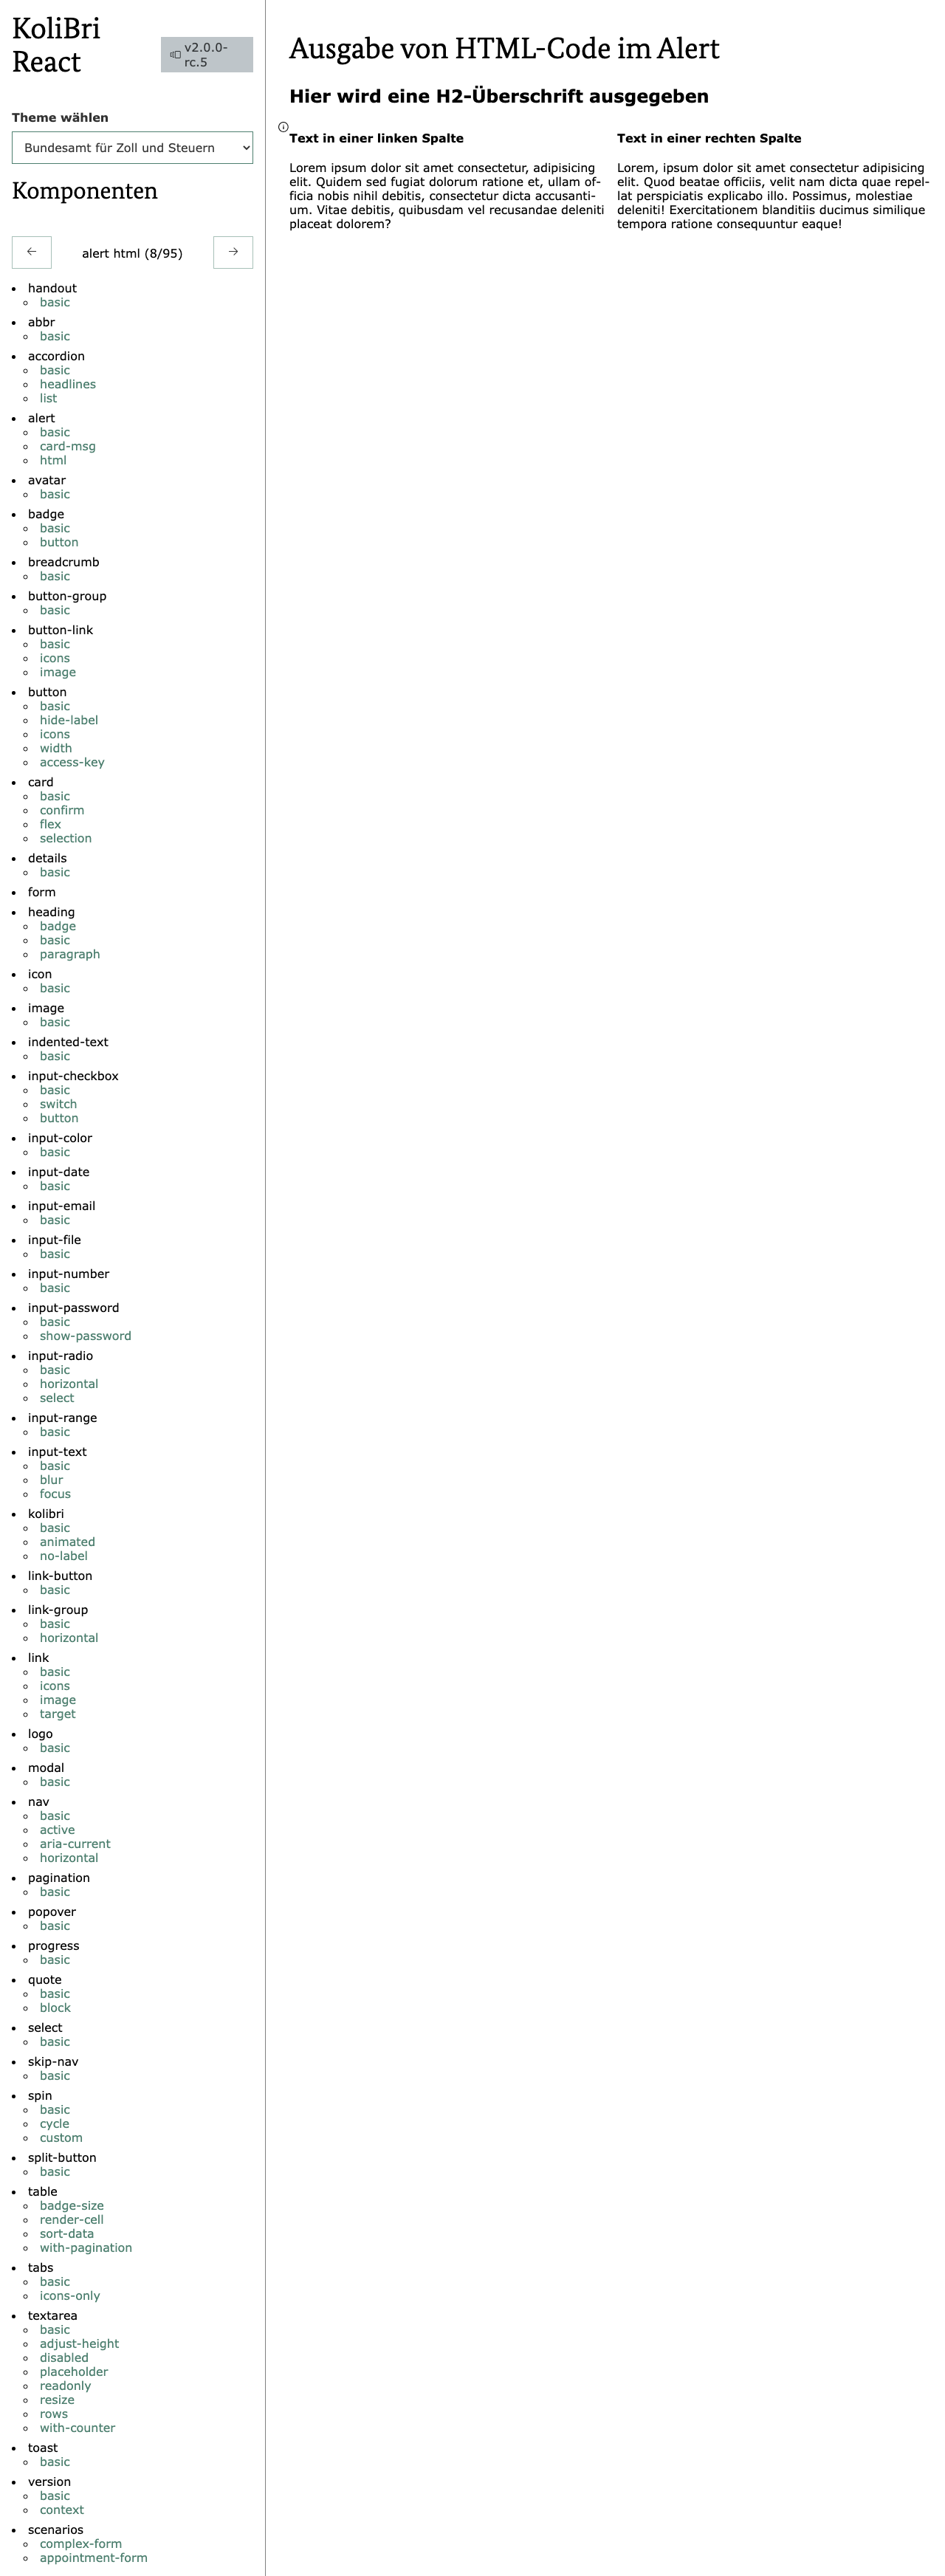 KoliBri
React
v2.0.0-
rc.5
Theme wählen
Bundesamt für Zoll und Steuern
Komponenten
← alert html (8/95) →
handout
basic
abbr
basic
accordion
basic
headlines
list
alert
basic
card-msg
html
avatar
basic
badge
basic
button
breadcrumb
basic
button-group
basic
button-link
basic
icons
image
button
basic
hide-label
icons
width
access-key
card
basic
confirm
flex
selection
details
basic
form
heading
badge
basic
paragraph
icon
basic
image
basic
indented-text
basic
input-checkbox
basic
switch
button
input-color
basic
input-date
basic
input-email
basic
input-file
basic
input-number
basic
input-password
basic
show-password
input-radio
basic
horizontal
select
input-range
basic
input-text
basic
blur
focus
kolibri
basic
animated
no-label
link-button
basic
link-group
basic
horizontal
link
basic
icons
image
target
logo
basic
modal
basic
nav
basic
active
aria-current
horizontal
pagination
basic
popover
basic
progress
basic
quote
basic
block
select
basic
skip-nav
basic
spin
basic
cycle
custom
split-button
basic
table
badge-size
render-cell
sort-data
with-pagination
tabs
basic
icons-only
textarea
basic
adjust-height
disabled
placeholder
readonly
resize
rows
with-counter
toast
basic
version
basic
context
scenarios
complex-form
appointment-form
Ausgabe von HTML-Code im Alert
Hier wird eine H2-Überschrift ausgegeben
Text in einer linken Spalte
Lorem ipsum dolor sit amet consectetur, adipisicing
elit. Quidem sed fugiat dolorum ratione et, ullam of-
ficia nobis nihil debitis, consectetur dicta accusanti-
um. Vitae debitis, quibusdam vel recusandae deleniti
placeat dolorem?
Text in einer rechten Spalte
Lorem, ipsum dolor sit amet consectetur adipisicing
elit. Quod beatae officiis, velit nam dicta quae repel-
lat perspiciatis explicabo illo. Possimus, molestiae
deleniti! Exercitationem blanditiis ducimus similique
tempora ratione consequuntur eaque!